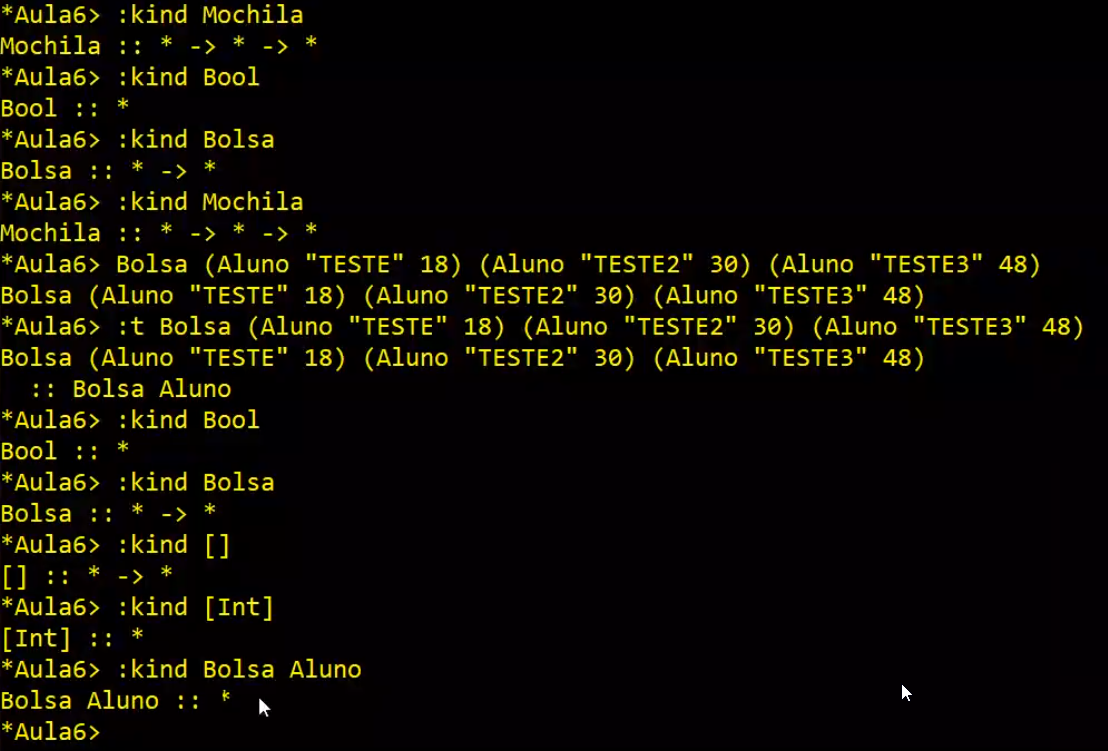 *Aula6> :kind Mochila
Mochila :: * -> * -> *
*Aula6> :kind Bool
Bool :: *
*Aula6> :kind Bolsa
Bolsa :: * -> *
*Aula6> :kind Mochila
Mochila :: * -> * -> *
*Aula6> Bolsa (Aluno "TESTE" 18) (Aluno "TESTE2" 30) (Aluno "TESTE3" 48)
Bolsa (Aluno "TESTE" 18) (Aluno "TESTE2" 30) (Aluno "TESTE3" 48)
*Aula6> :t Bolsa (Aluno "TESTE" 18) (Aluno "TESTE2" 30) (Aluno "TESTE3" 48)
Bolsa (Aluno "TESTE" 18) (Aluno "TESTE2" 30) (Aluno "TESTE3" 48)
  :: Bolsa Aluno
*Aula6> :kind Bool
Bool :: *
*Aula6> :kind Bolsa
Bolsa :: * -> *
*Aula6> :kind []
[] :: * -> *
*Aula6> :kind [Int]
[Int] :: *
*Aula6> :kind Bolsa Aluno
Bolsa Aluno :: *
*Aula6>